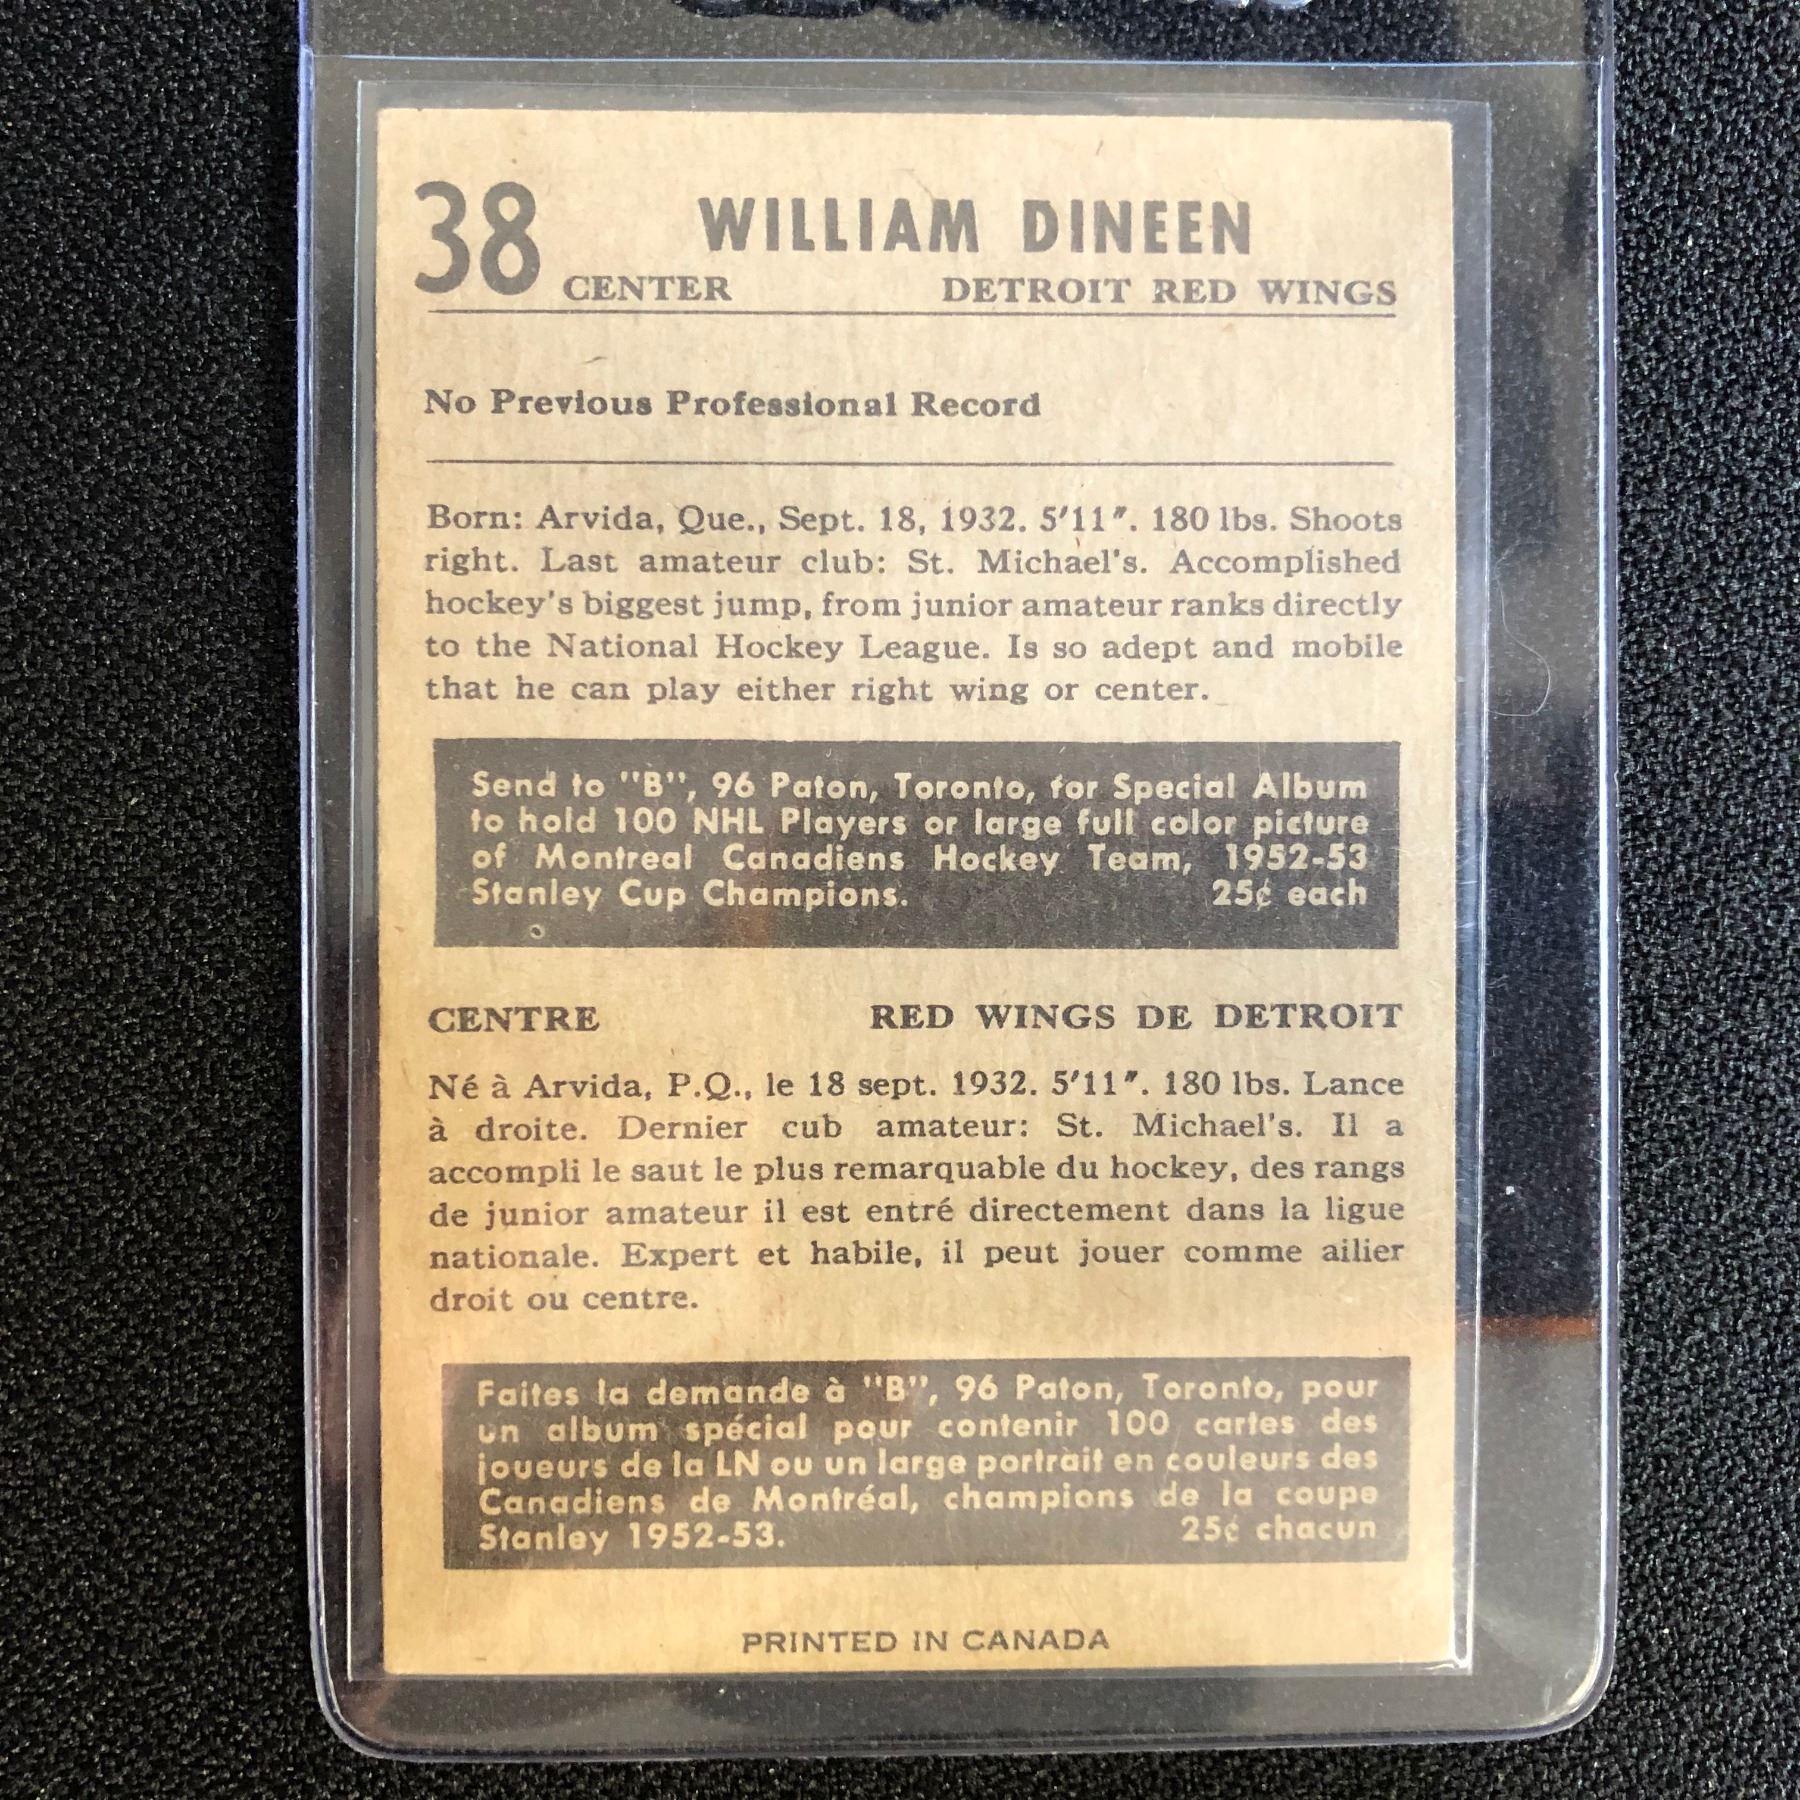 38
WILLIAM DINEEN
CENTER DETROIT RED WINGS
No Previous Professional Record
Born: Arvida, Que., Sept. 18, 1932. 5'11". 180 lbs. Shoots
right. Last amateur club: St. Michael's. Accomplished
hockey's biggest jump, from junior amateur ranks directly
to the National Hockey League. Is so adept and mobile
that he can play either right wing or center.
Send to "B", 96 Paton, Toronto, for Special Album
to hold 100 NHL Players or large full color picture
of Montreal Canadiens Hockey Team, 1952-53
Stanley Cup Champions. 25¢ each
CENTRE RED WINGS DE DETROIT
Né à Arvida, P.Q., le 18 sept. 1932. 5'11". 180 lbs. Lance
à droite. Dernier cub amateur: St. Michael's. Il a
accompli le saut le plus remarquable du hockey, des rangs
de junior amateur il est entré directement dans la ligue
nationale. Expert et habile, il peut jouer comme ailier
droit ou centre.
Faites la demande à "B", 96 Paton, Toronto, pour
un album spécial pour contenir 100 cartes des
joueurs de la LN ou un large portrait en couleurs des
Canadiens de Montréal, champions de la coupe
Stanley 1952-53. 25¢ chacun
PRINTED IN CANADA